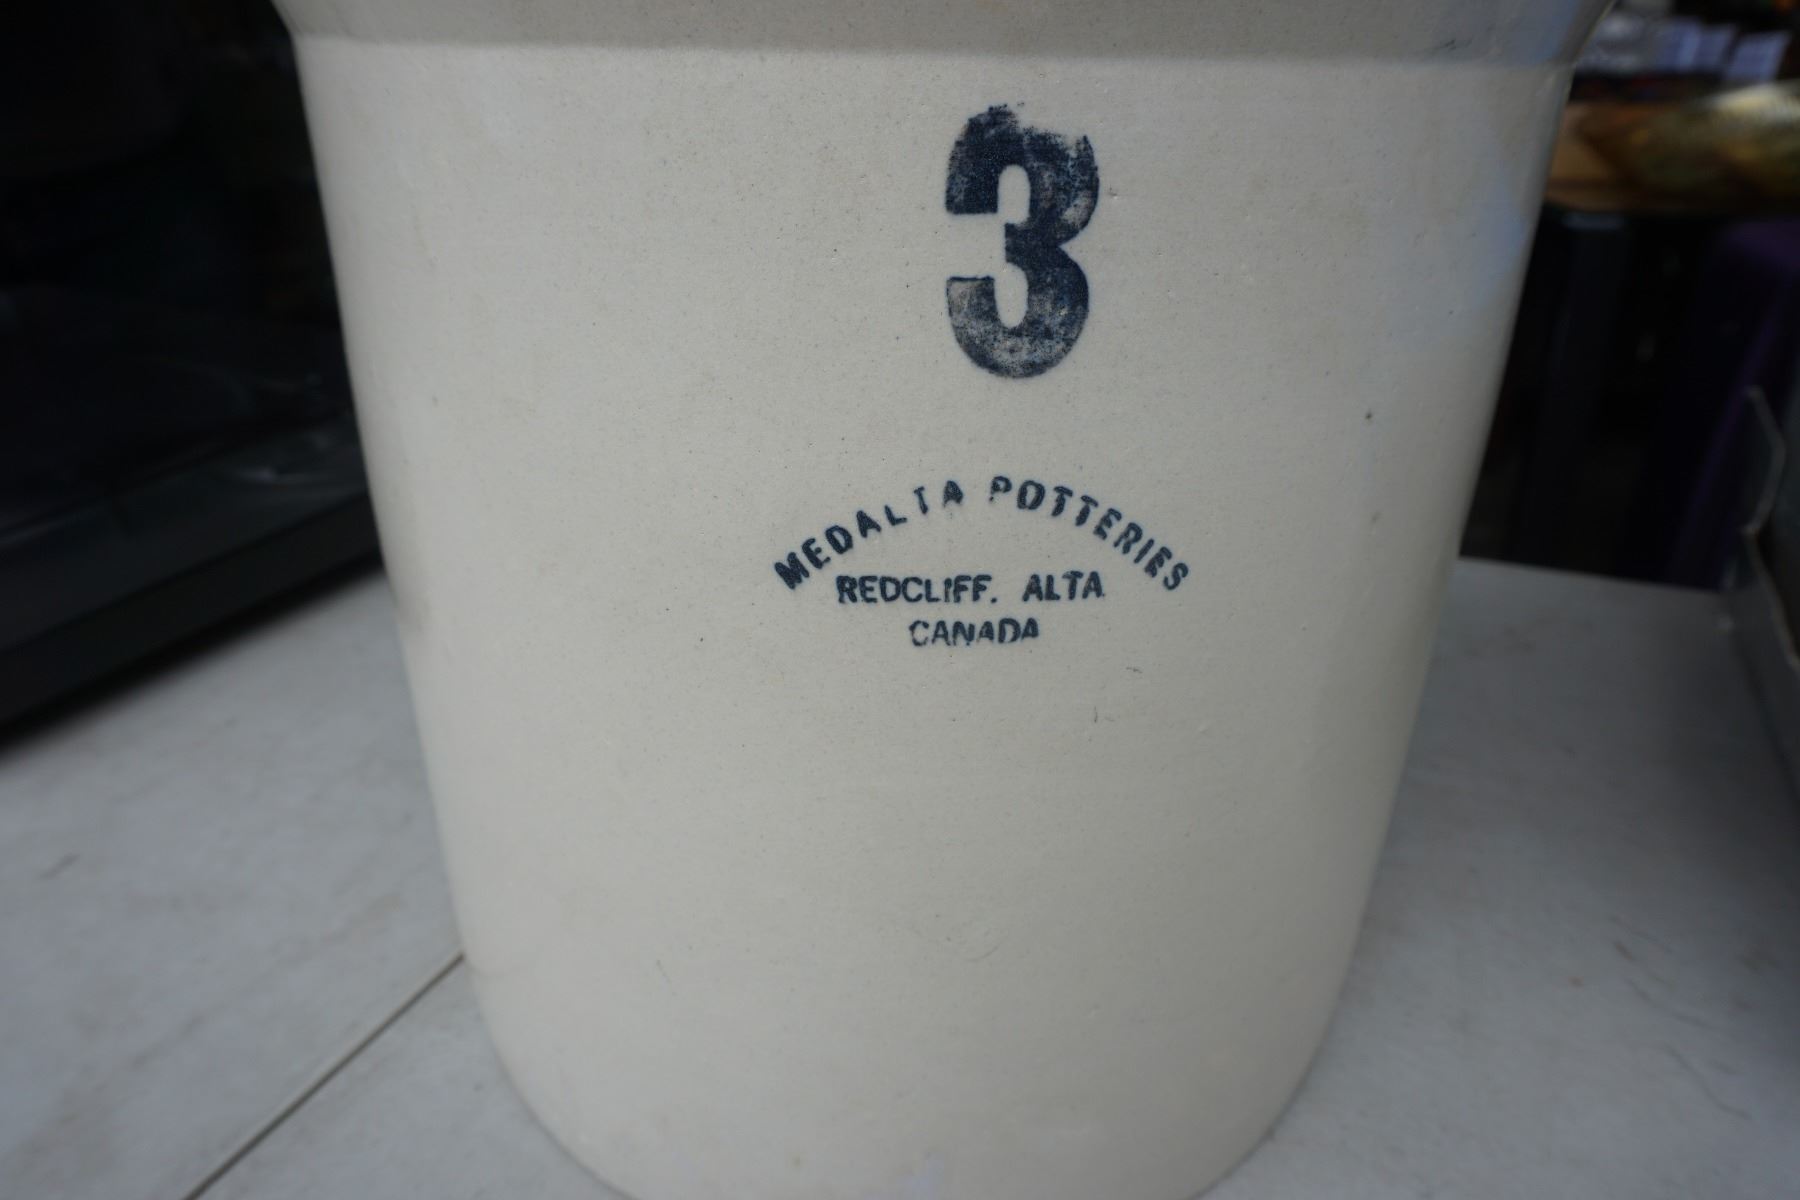 3
MEDALTA POTTERIES
REDCLIFF. ALTA.
CANADA